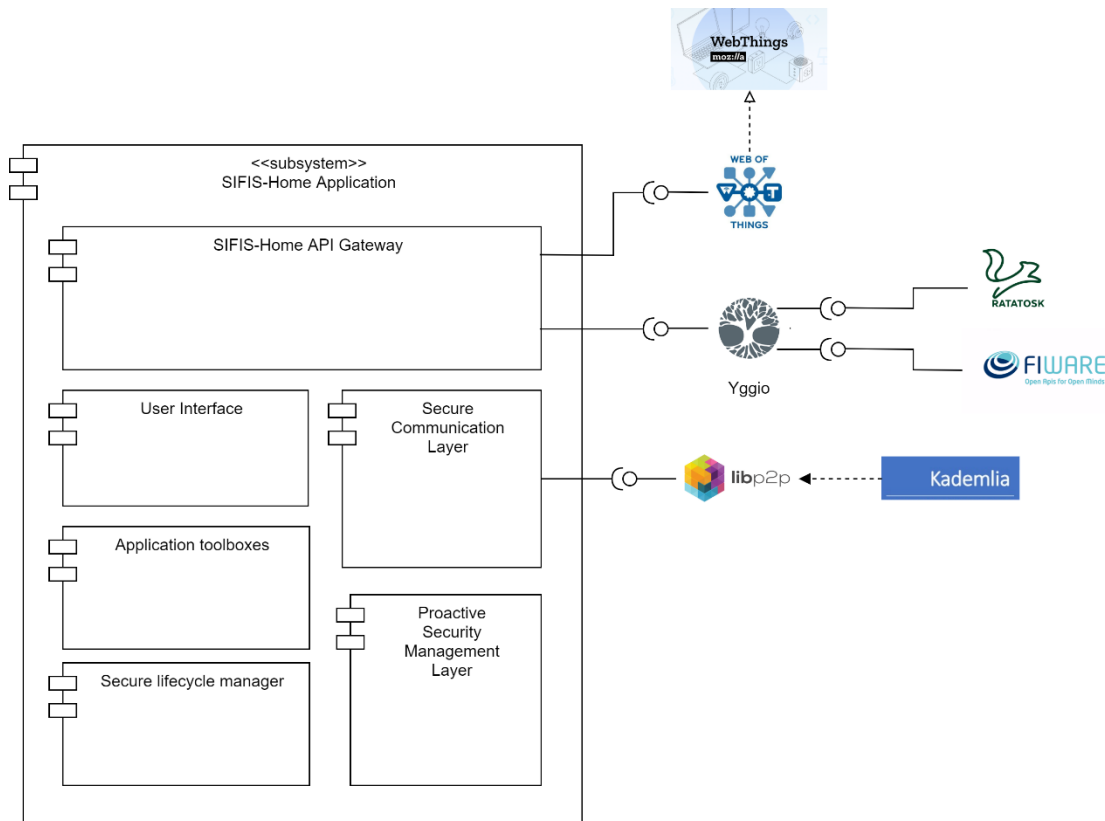 WebThings
moz://a
<<subsystem>>
SIFIS-Home Application
WEB OF
W T
THINGS
SIFIS-Home API Gateway
RATATOSK
Yggio
FIWARE
Open Apis for Open Minds
User Interface
Secure
Communication
Layer
libp2p
Kademlia
Application toolboxes
Proactive
Security
Management
Layer
Secure lifecycle manager